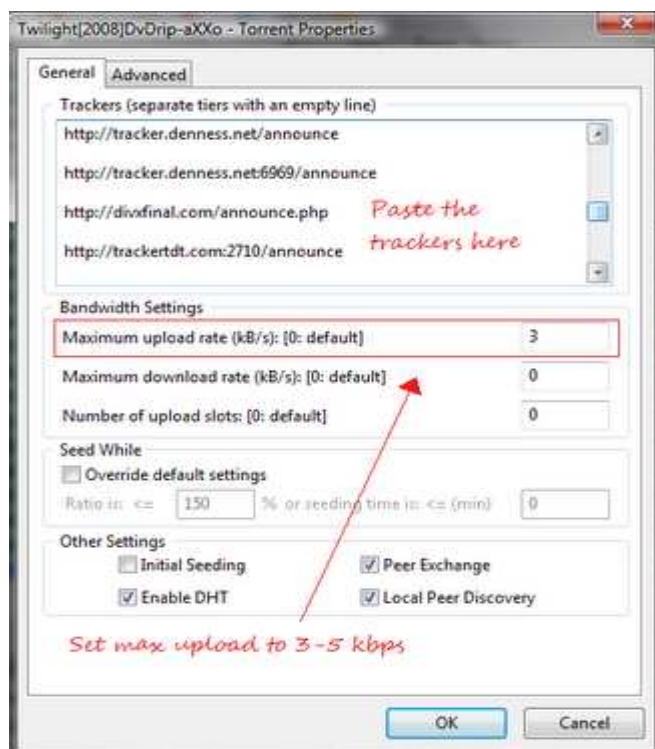 Twilight[2008]DvDrip-aXXo - Torrent Properties
General Advanced
Trackers (separate tiers with an empty line)
http://tracker.denness.net/announce
http://tracker.denness.net:6969/announce
http://divxfinal.com/announce.php
Paste the
trackers here
http://trackertdt.com:2710/announce
Bandwidth Settings
Maximum upload rate (kB/s): [0: default] 3
Maximum download rate (kB/s): [0: default] 0
Number of upload slots: [0: default] 0
Seed While
Override default settings
Ratio is: <= 150 % or seeding time is: <= (min) 0
Other Settings
Initial Seeding Peer Exchange
Enable DHT Local Peer Discovery
Set max upload to 3-5 kbps
OK Cancel